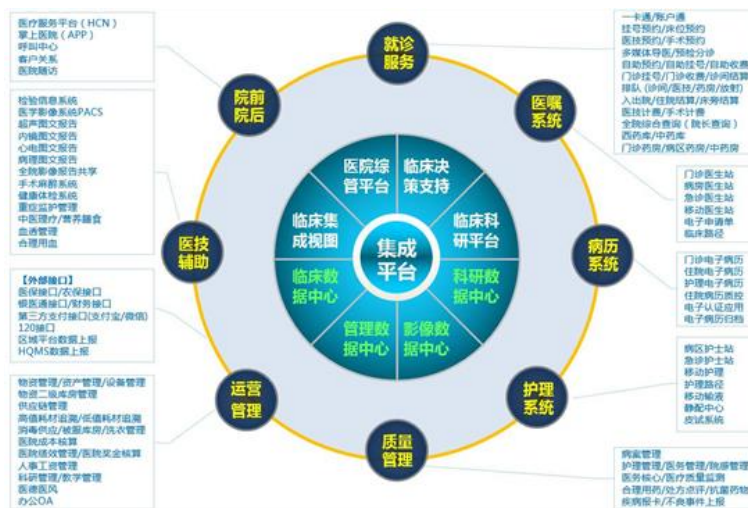 医疗服务平台（HCN）
掌上医院（APP）
呼叫中心
客户关系
医院随访
检验信息系统
医学影像系统PACS
超声图文报告
内镜图文报告
心电图文报告
病理图文报告
全院影像报告共享
手术麻醉系统
健康体检系统
重症监护管理
中医理疗/营养膳食
血透管理
合理用血
【外部接口】
医保接口/农保接口
银医通接口/财务接口
第三方支付接口(支付宝/微信)
120接口
区域平台数据上报
HQMS数据上报
物资管理/资产管理/设备管理
物资二级库房管理
供应链管理
高值耗材追溯/低值耗材追溯
消毒供应/被服库房/洗衣管理
医院成本核算
医院绩效管理/医院奖金核算
人事工资管理
科研管理/教学管理
医德医风
办公OA
就诊
服务
院前
院后
医嘱
系统
医技
辅助
病历
系统
运营
管理
护理
系统
质量
管理
医院综
管平台
临床决
策支持
临床集
成视图
临床科
研平台
集成
平台
临床数
据中心
科研数
据中心
管理数
据中心
影像数
据中心
一卡通/账户通
挂号预约/床位预约
医技预约/手术预约
多媒体导医/预检分诊
自助预约/自助挂号/自助收费
门诊挂号/门诊收费/诊间结算
排队（诊间/医技/药房/放射）
入出院/住院结算/床旁结算
医技计费/手术计费
全院综合查询（院长查询）
西药库/中药库
门诊药房/病区药房/中药房
门诊医生站
病房医生站
急诊医生站
移动医生站
电子申请单
临床路径
门诊电子病历
住院电子病历
护理电子病历
住院病历质控
电子认证应用
电子病历归档
病区护士站
急诊护士站
移动护理
护理路径
移动输液
静配中心
皮试系统
病案管理
护理管理/医务管理/院感管理
医务核心/医疗质量监测
合理用药/处方点评/抗菌药物
疾病报卡/不良事件上报